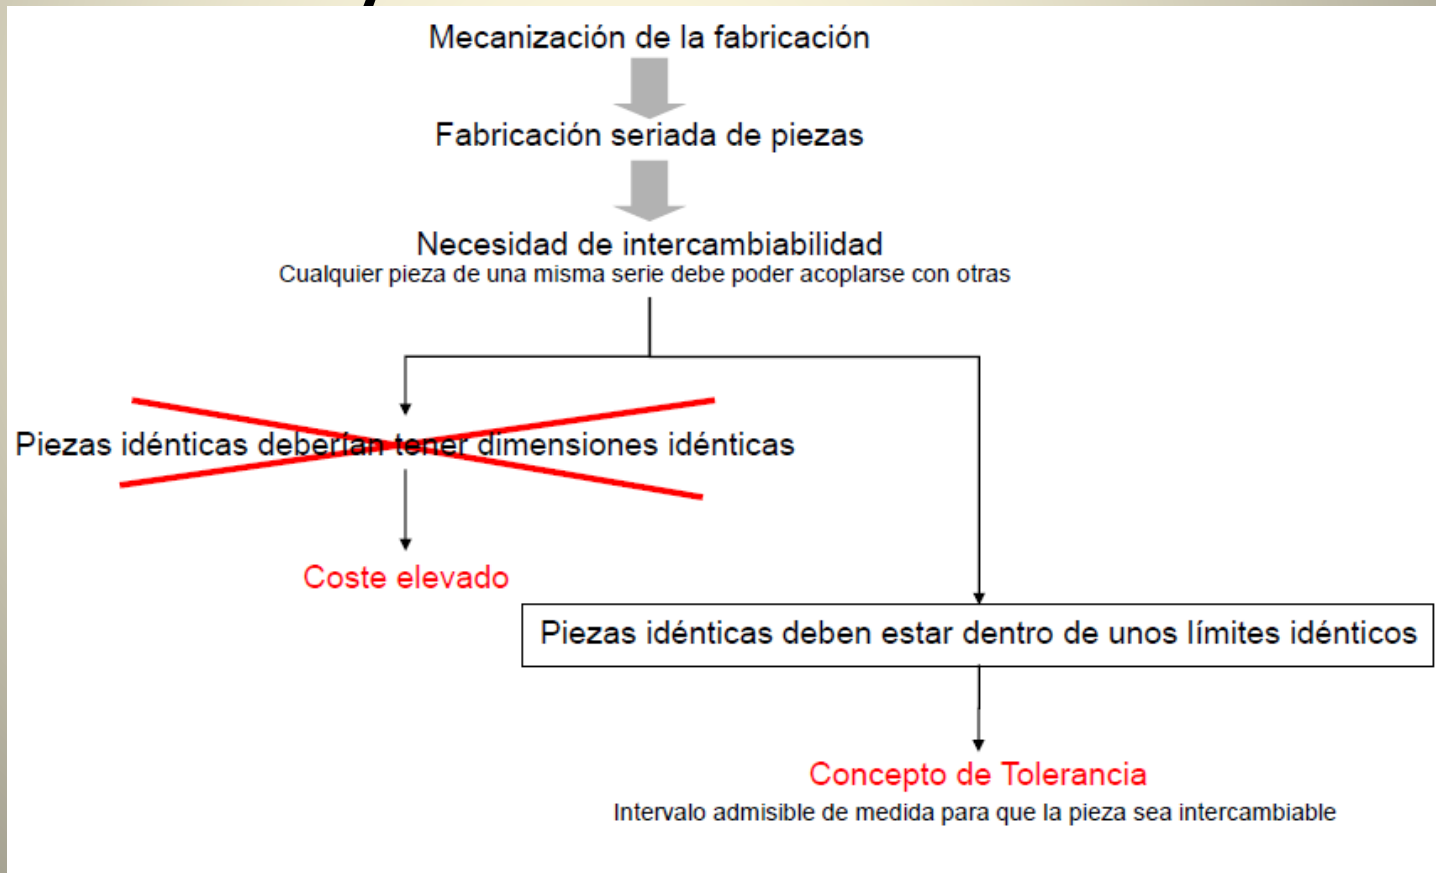 Mecanización de la fabricación
Fabricación seriada de piezas
Necesidad de intercambiabilidad
Cualquier pieza de una misma serie debe poder acoplarse con otras
Piezas idénticas deberían tener dimensiones idénticas
Coste elevado
Piezas idénticas deben estar dentro de unos límites idénticos
Concepto de Tolerancia
Intervalo admisible de medida para que la pieza sea intercambiable